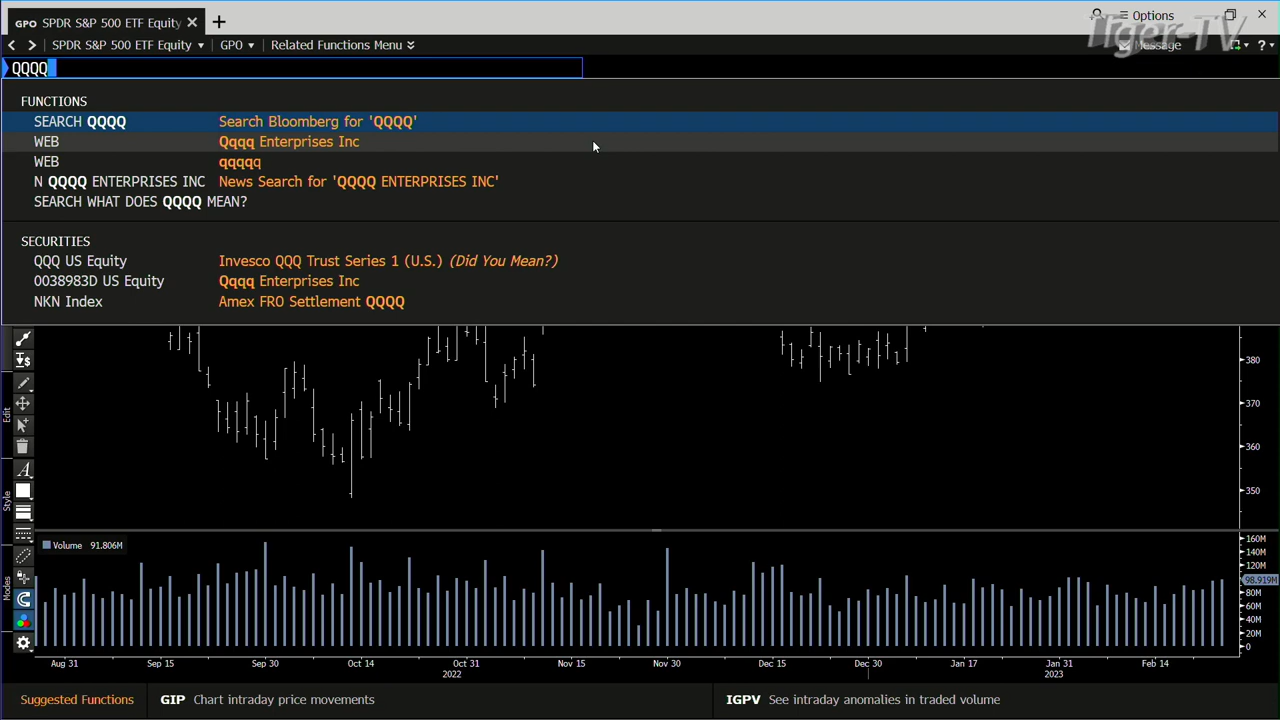 GPO SPDR S&P 500 ETF Equity
Options
SPDR S&P 500 ETF Equity GPO Related Functions Menu Message ?
Tiger-TV
QQQQ
FUNCTIONS
SEARCH QQQQ Search Bloomberg for 'QQQQ'
WEB Qqqq Enterprises Inc
WEB qqqqq
N QQQQ ENTERPRISES INC News Search for 'QQQQ ENTERPRISES INC'
SEARCH WHAT DOES QQQQ MEAN?
SECURITIES
QQQ US Equity Invesco QQQ Trust Series 1 (U.S.) (Did You Mean?)
0038983D US Equity Qqqq Enterprises Inc
NKN Index Amex FRO Settlement QQQQ
380
370
360
350
Edit
Style
Modes
A
Volume 91.806M
160M
140M
120M
98.919M
80M
60M
40M
20M
0
Aug 31 Sep 15 Sep 30 Oct 14 Oct 31 Nov 15 Nov 30 Dec 15 Dec 30 Jan 17 Jan 31 Feb 14
2022 2023
Suggested Functions GIP Chart intraday price movements IGPV See intraday anomalies in traded volume